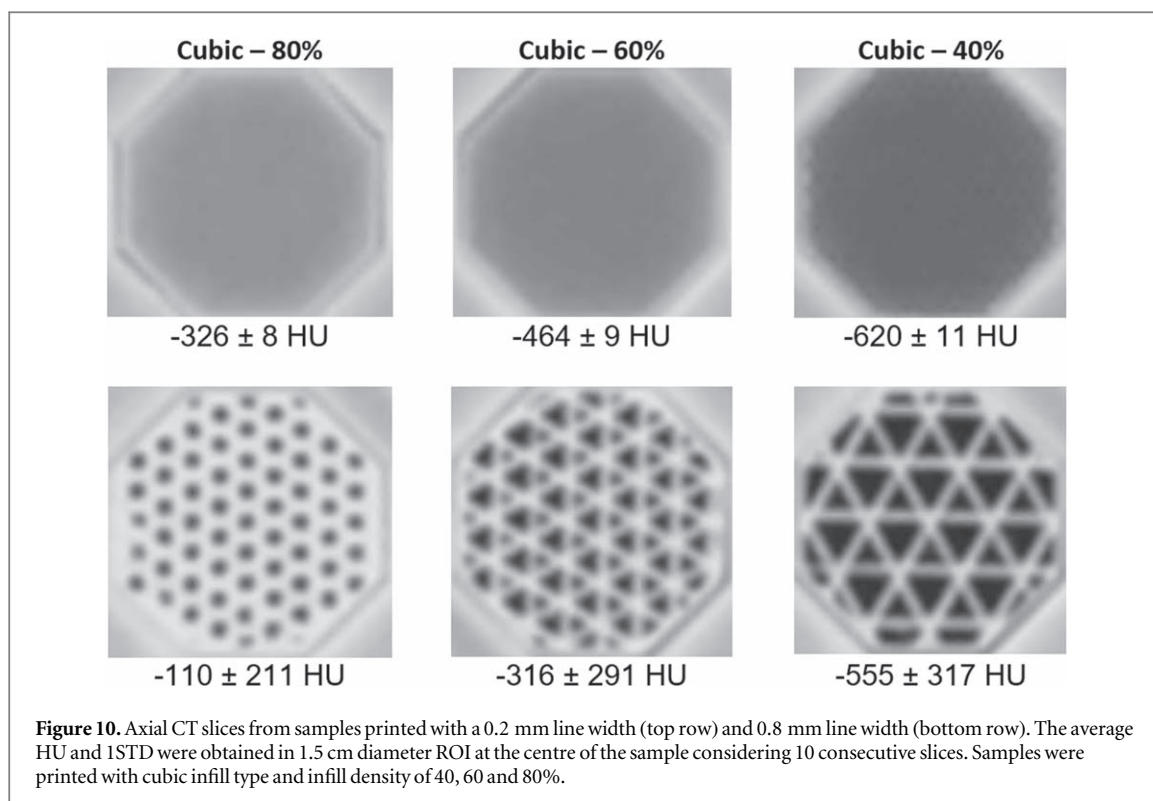 Cubic – 80%
Cubic – 60%
Cubic – 40%
-326 ± 8 HU
-464 ± 9 HU
-620 ± 11 HU
-110 ± 211 HU
-316 ± 291 HU
-555 ± 317 HU
Figure 10. Axial CT slices from samples printed with a 0.2 mm line width (top row) and 0.8 mm line width (bottom row). The average
HU and 1STD were obtained in 1.5 cm diameter ROI at the centre of the sample considering 10 consecutive slices. Samples were
printed with cubic infill type and infill density of 40, 60 and 80%.